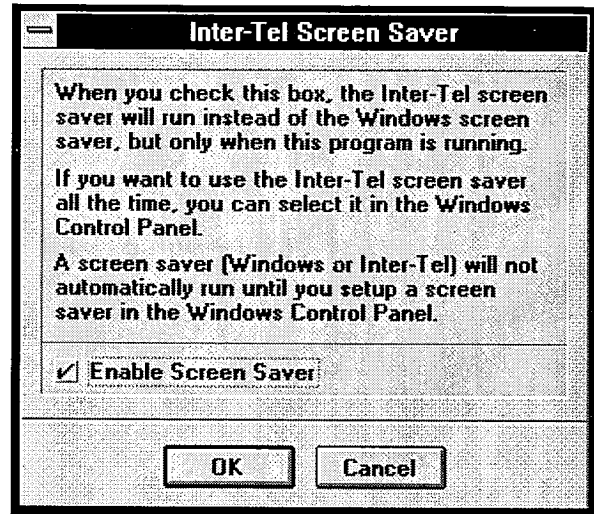 Inter-Tel Screen Saver
When you check this box, the Inter-Tel screen
saver will run instead of the Windows screen
saver, but only when this program is running.
If you want to use the Inter-Tel screen saver
all the time, you can select it in the Windows
Control Panel.
A screen saver (Windows or Inter-Tel) will not
automatically run until you setup a screen
saver in the Windows Control Panel.
Enable Screen Saver
OK Cancel